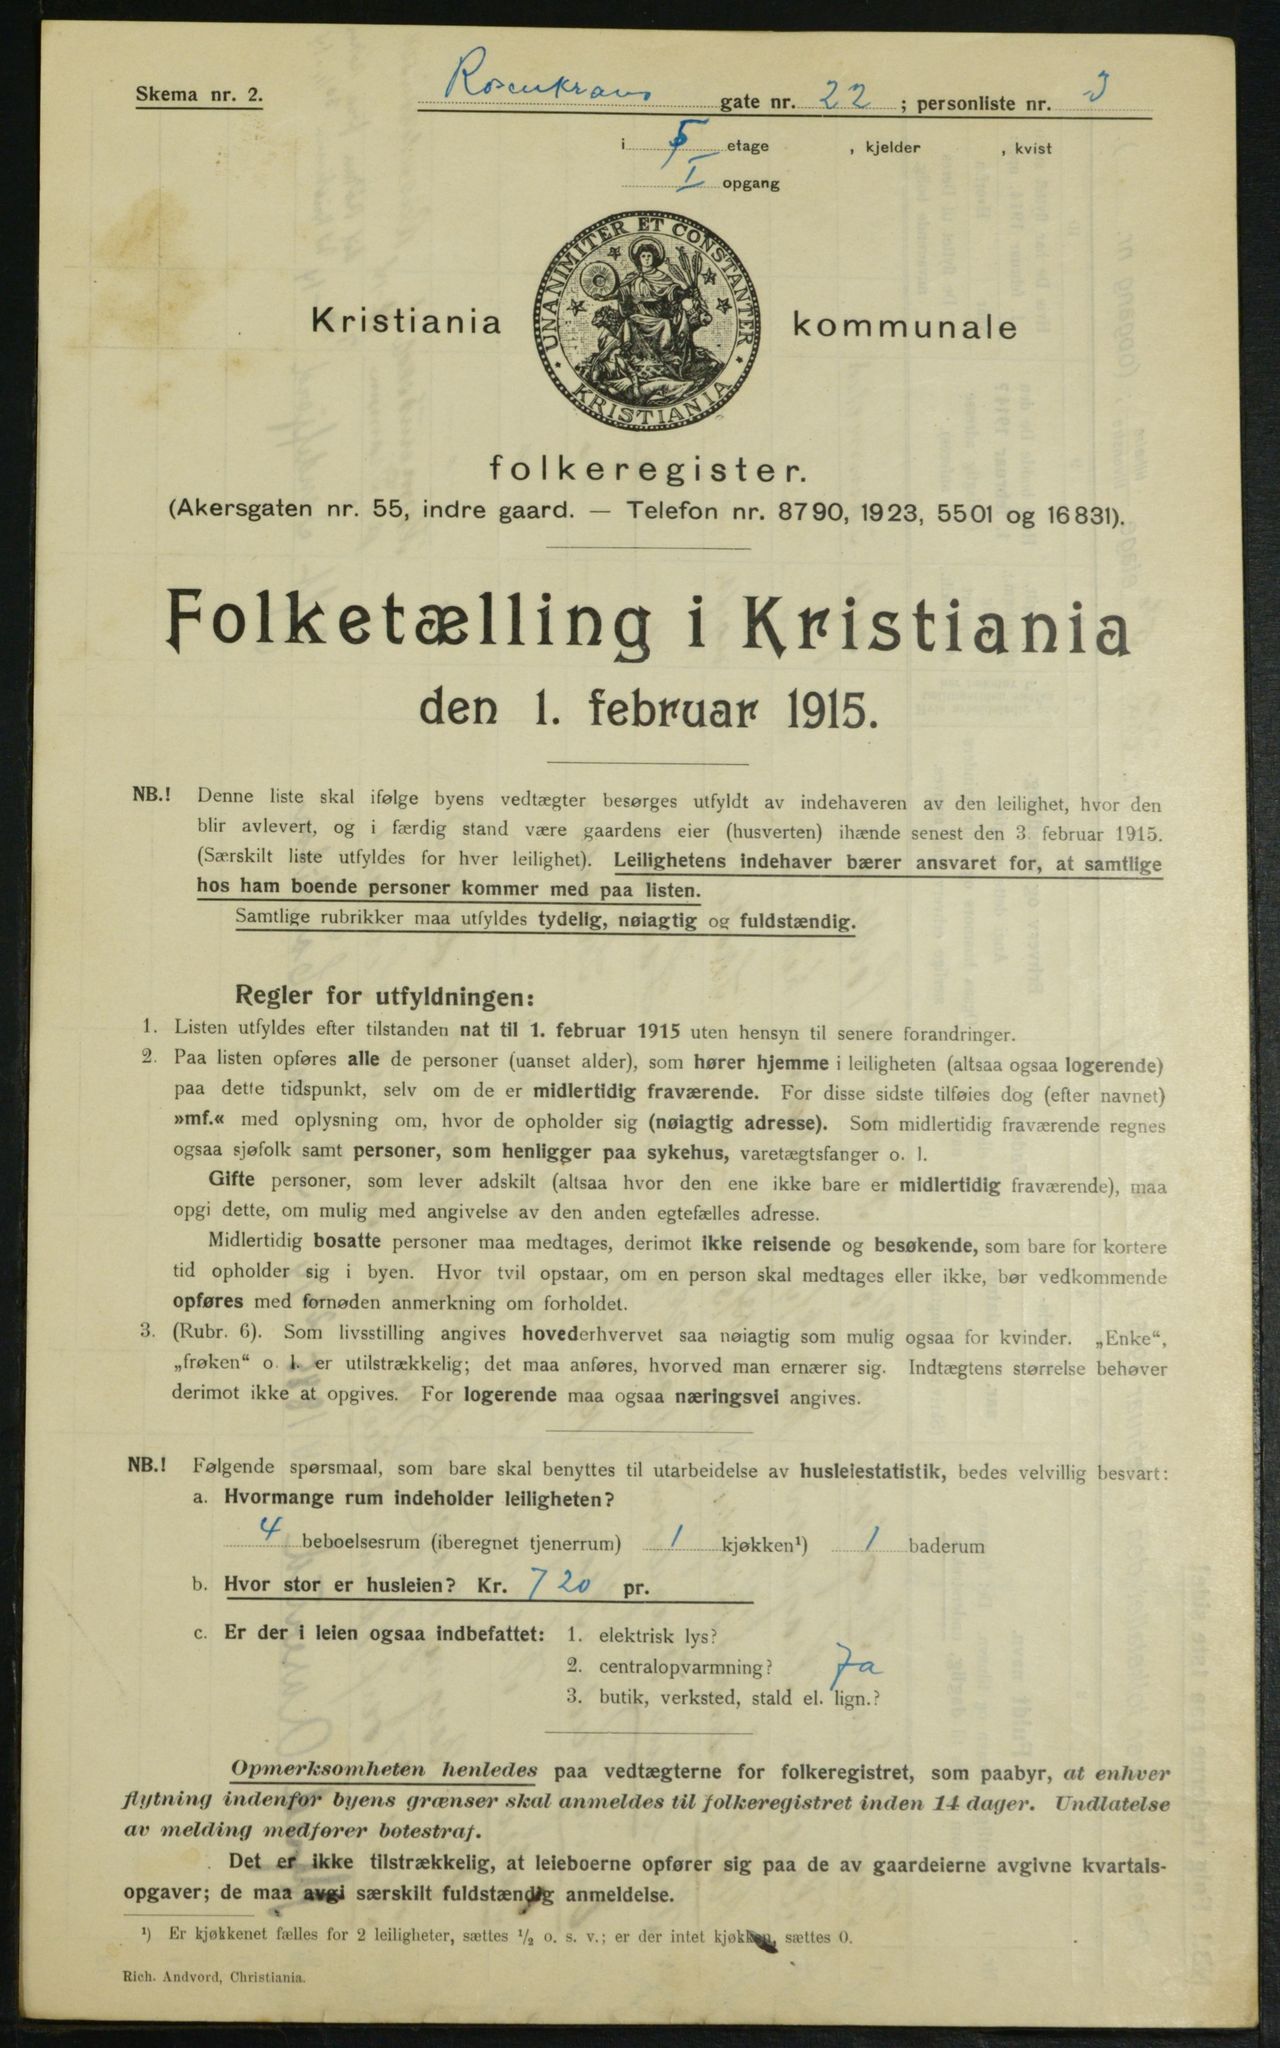 Skema nr. 2.
Rosenkrans gate nr. 22 ; personliste nr. 3
i 5 etage , kjelder , kvist
I opgang
UNANIMITER ET CONSTANTER
KRISTIANIA
Kristiania kommunale
folkeregister.
(Akersgaten nr. 55, indre gaard. — Telefon nr. 8790, 1923, 5501 og 16831).
Folketælling i Kristiania
den 1. februar 1915.
NB.! Denne liste skal ifølge byens vedtægter besørges utfyldt av indehaveren av den leilighet, hvor den
blir avlevert, og i færdig stand være gaardens eier (husverten) ihænde senest den 3. februar 1915.
(Særskilt liste utfyldes for hver leilighet). Leilighetens indehaver bærer ansvaret for, at samtlige
hos ham boende personer kommer med paa listen.
Samtlige rubrikker maa utfyldes tydelig, nøiagtig og fuldstændig.
Regler for utfyldningen:
1. Listen utfyldes efter tilstanden nat til 1. februar 1915 uten hensyn til senere forandringer.
2. Paa listen opføres alle de personer (uanset alder), som hører hjemme i leiligheten (altsaa ogsaa logerende)
paa dette tidspunkt, selv om de er midlertidig fraværende. For disse sidste tilføies dog (efter navnet)
»mf.« med oplysning om, hvor de opholder sig (nøiagtig adresse). Som midlertidig fraværende regnes
ogsaa sjøfolk samt personer, som henligger paa sykehus, varetægtsfanger o. l.
Gifte personer, som lever adskilt (altsaa hvor den ene ikke bare er midlertidig fraværende), maa
opgi dette, om mulig med angivelse av den anden egtefælles adresse.
Midlertidig bosatte personer maa medtages, derimot ikke reisende og besøkende, som bare for kortere
tid opholder sig i byen. Hvor tvil opstaar, om en person skal medtages eller ikke, bør vedkommende
opføres med fornøden anmerkning om forholdet.
3. (Rubr. 6). Som livsstilling angives hovederhvervet saa nøiagtig som mulig ogsaa for kvinder. „Enke“,
„frøken“ o. l. er utilstrækkelig; det maa anføres, hvorved man ernærer sig. Indtægtens størrelse behøver
derimot ikke at opgives. For logerende maa ogsaa næringsvei angives.
NB.! Følgende spørsmaal, som bare skal benyttes til utarbeidelse av husleiestatistik, bedes velvillig besvart:
a. Hvormange rum indeholder leiligheten?
4 beboelsesrum (iberegnet tjenerrum) 1 kjøkken¹) 1 baderum
b. Hvor stor er husleien? Kr. 720 pr.
c. Er der i leien ogsaa indbefattet: 1. elektrisk lys?
2. centralopvarmning? Ja
3. butik, verksted, stald el. lign.?
Opmerksomheten henledes paa vedtægterne for folkeregistret, som paabyr, at enhver
flytning indenfor byens grænser skal anmeldes til folkeregistret inden 14 dager. Undlatelse
av melding medfører bøtestraf.
Det er ikke tilstrækkelig, at leieboerne opfører sig paa de av gaardeierne avgivne kvartals-
opgaver; de maa avgi særskilt fuldstændig anmeldelse.
¹) Er kjøkkenet fælles for 2 leiligheter, sættes ½ o. s. v.; er der intet kjøkken, sættes 0.
Rich. Andvord, Christiania.